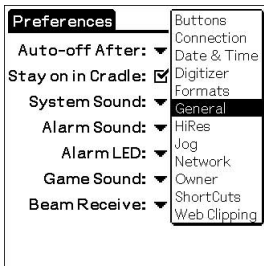 Preferences
Auto-off After:
Stay on in Cradle:
System Sound:
Alarm Sound:
Alarm LED:
Game Sound:
Beam Receive:
Buttons
Connection
Date & Time
Digitizer
Formats
General
HiRes
Jog
Network
Owner
ShortCuts
Web Clipping